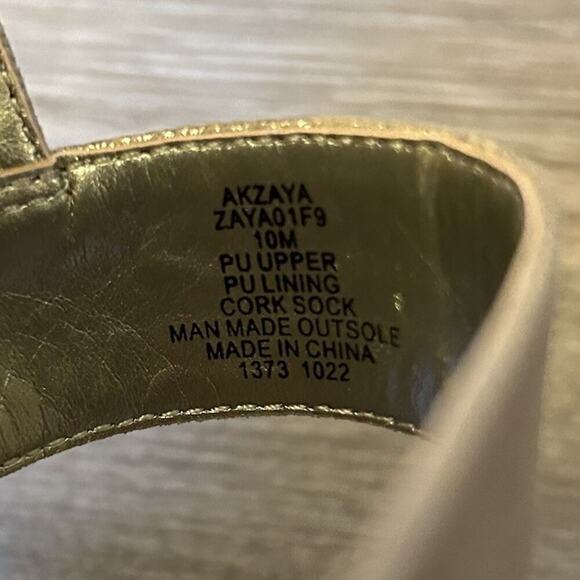 AKZAYA
ZAYA01F9
10M
PU UPPER
PU LINING
CORK SOCK
MAN MADE OUTSOLE
MADE IN CHINA
1373 1022